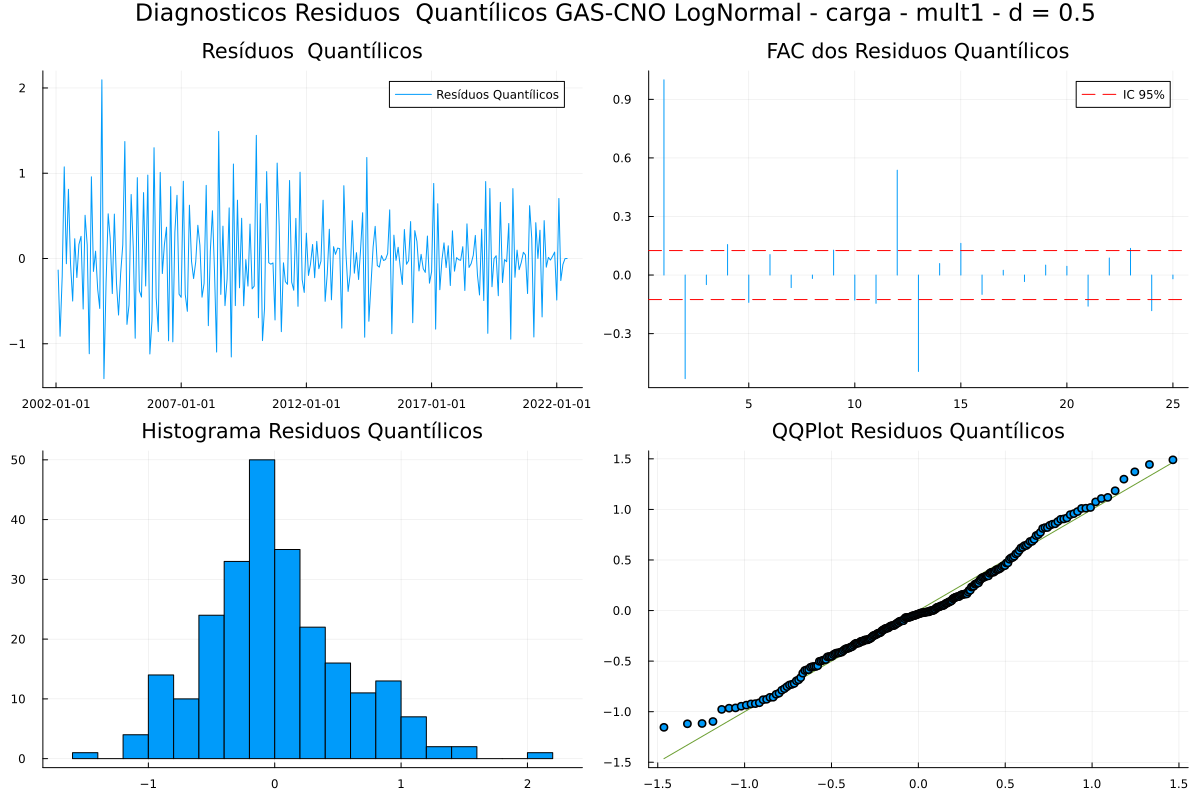 Diagnosticos Residuos  Quantílicos GAS-CNO LogNormal - carga - mult1 - d = 0.5
Resíduos  Quantílicos
2
1
0
−1
2002-01-01 2007-01-01 2012-01-01 2017-01-01 2022-01-01
Resíduos Quantílicos
FAC dos Residuos Quantílicos
0.9
0.6
0.3
0.0
−0.3
5 10 15 20 25
IC 95%
Histograma Residuos Quantílicos
50
40
30
20
10
0
−1 0 1 2
QQPlot Residuos Quantílicos
1.5
1.0
0.5
0.0
−0.5
−1.0
−1.5
−1.5 −1.0 −0.5 0.0 0.5 1.0 1.5